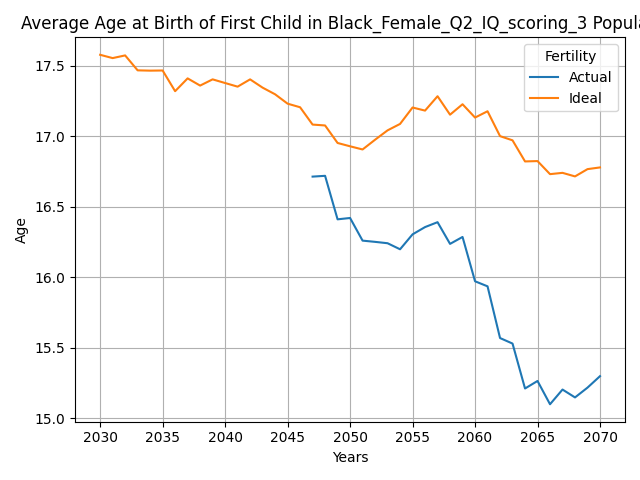 Average Age at Birth of First Child in Black_Female_Q2_IQ_scoring_3 Popula
Fertility
Actual
Ideal
Age
17.5
17.0
16.5
16.0
15.5
15.0
2030 2035 2040 2045 2050 2055 2060 2065 2070
Years